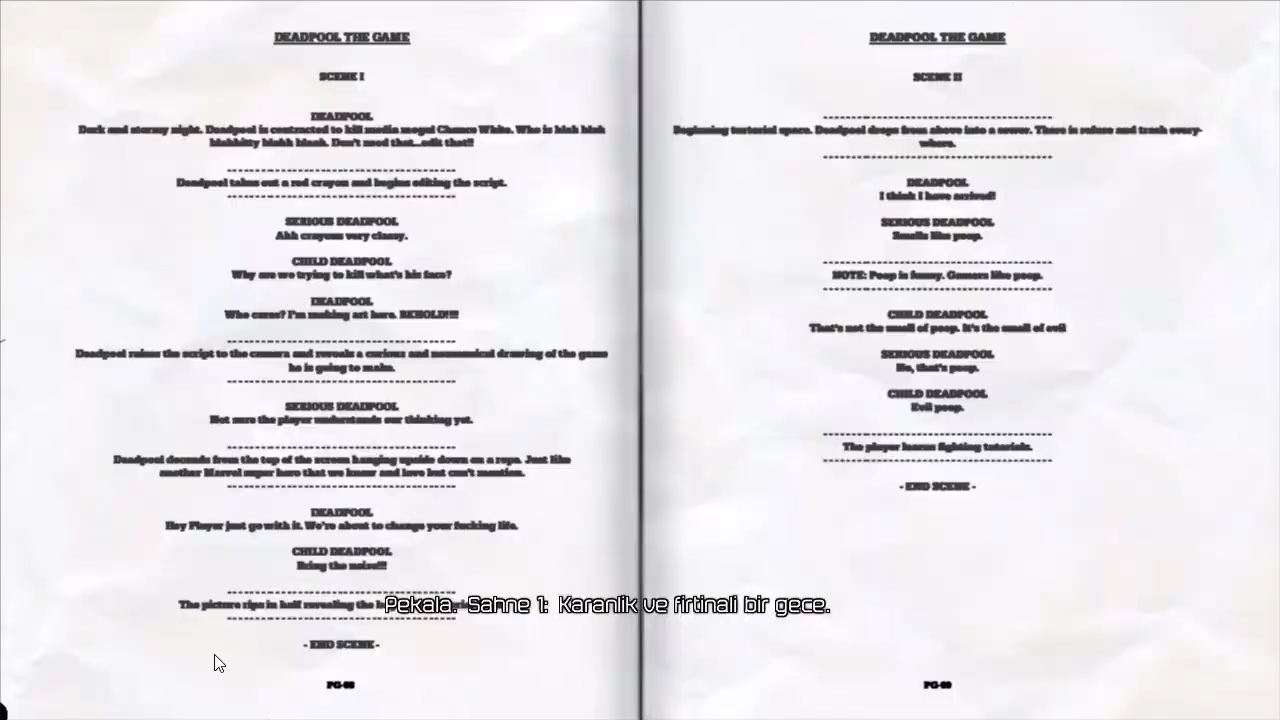 DEADPOOL THE GAME
SCENE I
DEADPOOL
Dark and stormy night. Deadpool is contracted to kill media mogul Chance White. Who is blah blah
blabbitty blahh blaah. Don't need that...edit that!!
Deadpool takes out a red crayon and begins editing the script.
SERIOUS DEADPOOL
Ahh crayons very classy.
CHILD DEADPOOL
Why are we trying to kill what's his face?
DEADPOOL
Who cares? I'm making art here. BEHOLD!!!!
Deadpool raises the script to the camera and reveals a curious and nonsensical drawing of the game
he is going to make.
SERIOUS DEADPOOL
Not sure the player understands our thinking yet.
Deadpool decends from the top of the screen hanging upside down on a rope. Just like
another Marvel super hero that we know and love but can't mention.
DEADPOOL
Hey Player just go with it. We're about to change your fucking life.
CHILD DEADPOOL
Bring the noise!!!
The picture rips in half revealing the
Pekala. Sahne 1: Karanlik ve firtinali bir gece.
- END SCENE -
PG-08
DEADPOOL THE GAME
SCENE II
Beginning turtorial space. Deadpool drops from above into a sewer. There is refuse and trash every-
where.
DEADPOOL
I think I have arrived!
SERIOUS DEADPOOL
Smells like poop.
NOTE: Poop is funny. Gamers like poop.
CHILD DEADPOOL
That's not the smell of poop. It's the smell of evil
SERIOUS DEADPOOL
No, that's poop.
CHILD DEADPOOL
Evil poop.
The player learns fighting tutorials.
- END SCENE -
PG-09